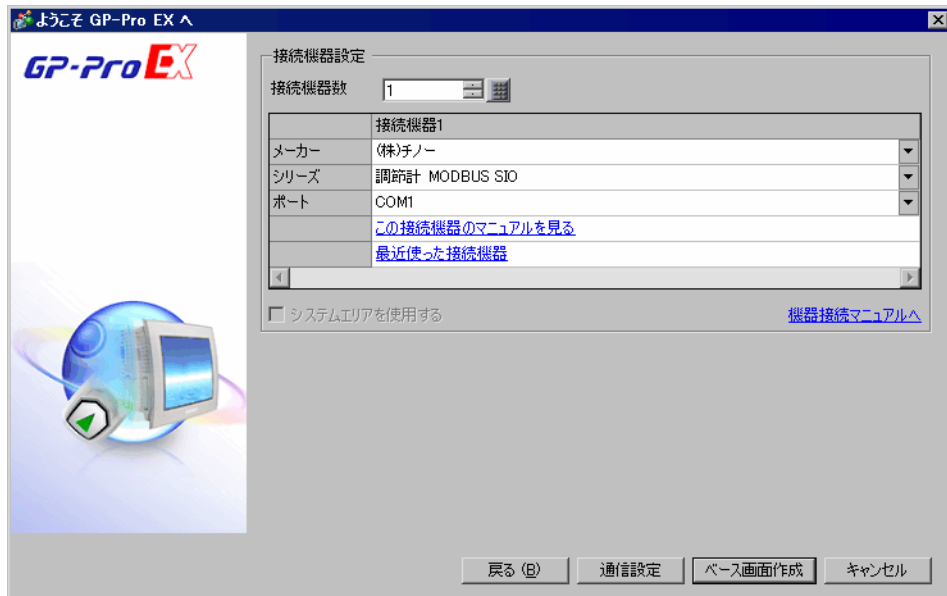 ようこそ GP-Pro EX へ
GP-Pro EX
接続機器設定
接続機器数 1
接続機器1
メーカー (株)チノー
シリーズ 調節計 MODBUS SIO
ポート COM1
この接続機器のマニュアルを見る
最近使った接続機器
システムエリアを使用する 機器接続マニュアルへ
戻る (B) 通信設定 ベース画面作成 キャンセル